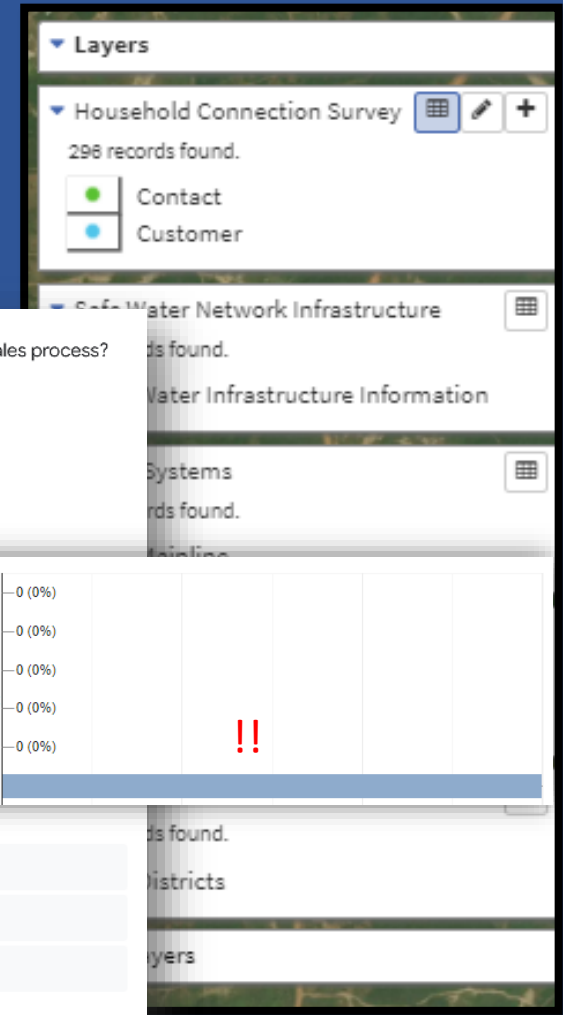 Layers
Household Connection Survey
296 records found.
Contact
Customer
Safe Water Network Infrastructure
ales process?
ds found.
Water Infrastructure Information
Systems
rds found.
Mainline
0 (0%)
0 (0%)
0 (0%)
0 (0%)
0 (0%)
!!
ds found.
Districts
yers